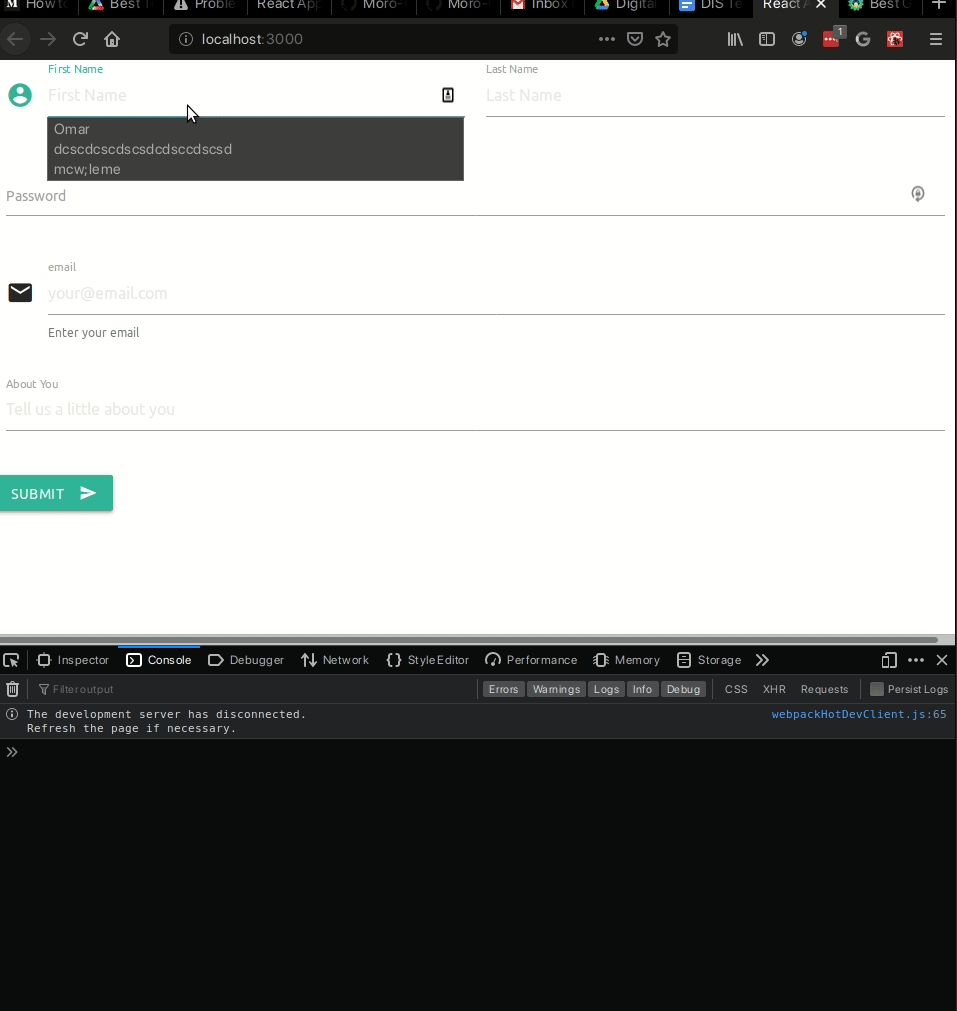 M How to Best T Proble React App Moro- Moro- Inbox Digital DIS Te React A Best G
localhost:3000
1
First Name Last Name
First Name Last Name
Omar
dcscdcscdscsdcdsccdscsd
mcw;leme
Password
email
your@email.com
Enter your email
About You
Tell us a little about you
SUBMIT
Inspector Console Debugger Network Style Editor Performance Memory Storage
Filter output Errors Warnings Logs Info Debug CSS XHR Requests Persist Logs
The development server has disconnected. webpackHotDevClient.js:65
Refresh the page if necessary.